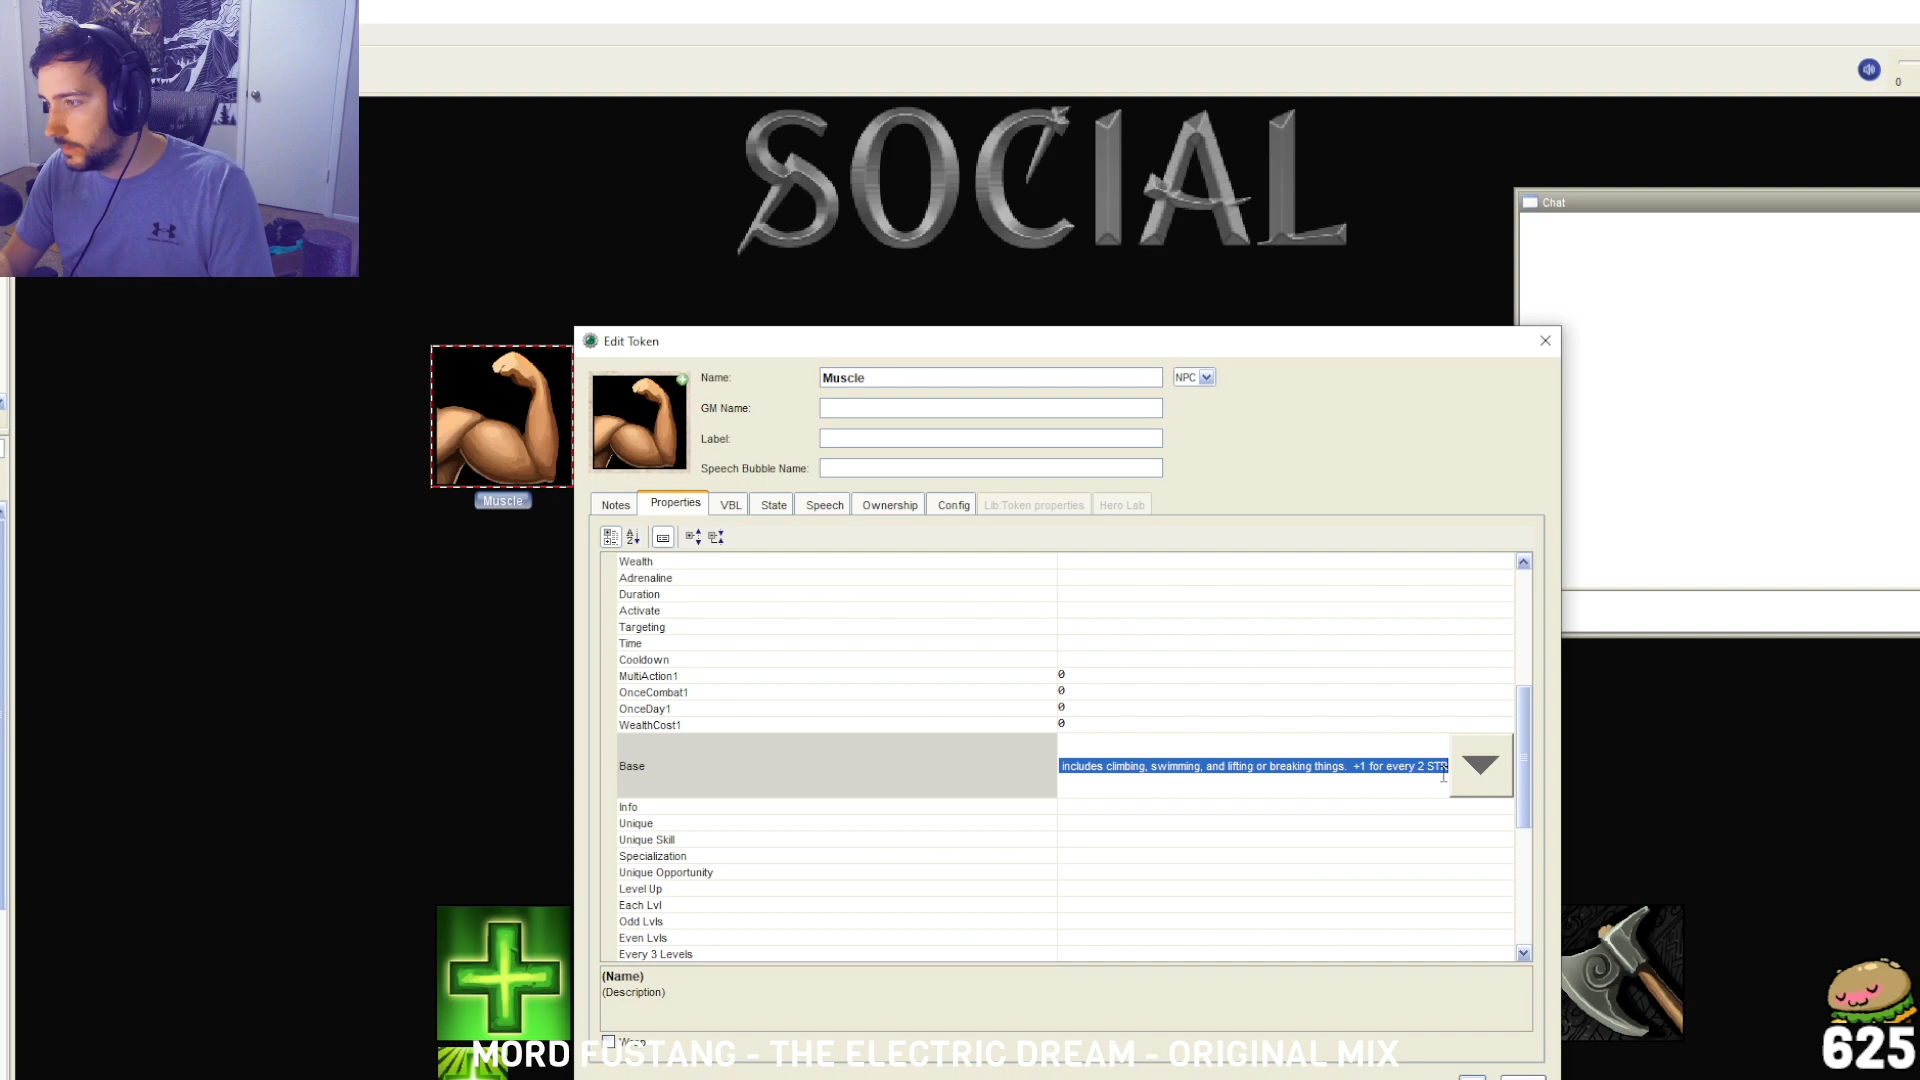 0
SOCIAL
Chat
Edit Token
Name:
Muscle
NPC
GM Name:
Label:
Speech Bubble Name:
Muscle
Notes
Properties
VBL
State
Speech
Ownership
Config
Lib:Token properties
Hero Lab
Wealth
Adrenaline
Duration
Activate
Targeting
Time
Cooldown
MultiAction1 0
OnceCombat1 0
OnceDay1 0
WealthCost1 0
Base includes climbing, swimming, and lifting or breaking things. +1 for every 2 STR
Info
Unique
Unique Skill
Specialization
Unique Opportunity
Level Up
Each Lvl
Odd Lvls
Even Lvls
Every 3 Levels
(Name)
(Description)
MORD FUSTANG - THE ELECTRIC DREAM - ORIGINAL MIX
625